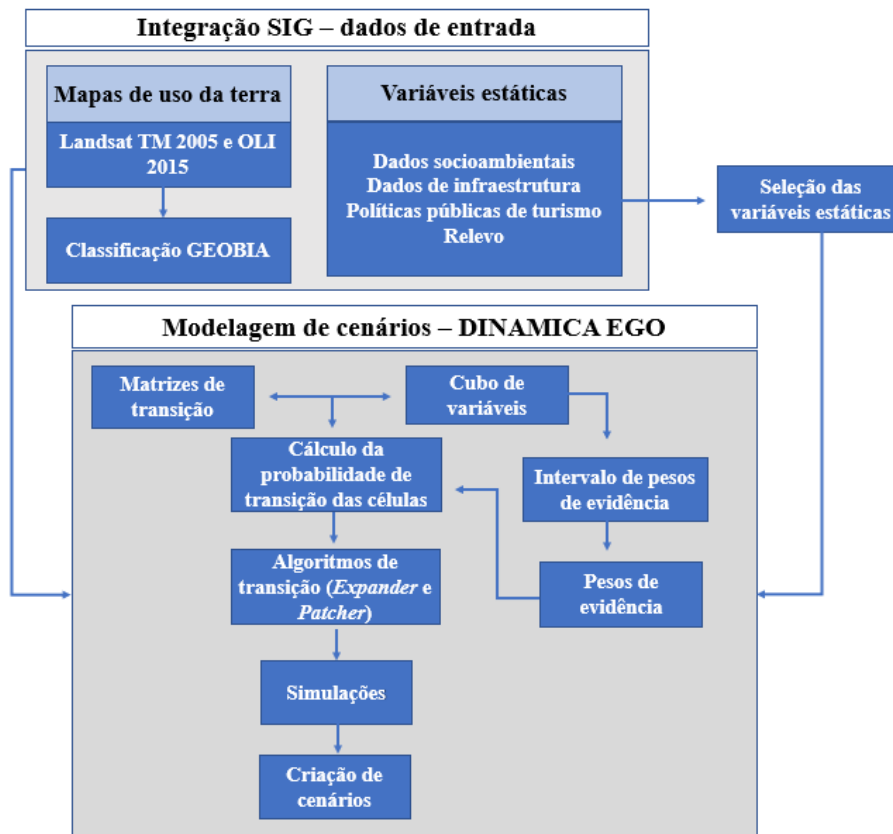 Integração SIG – dados de entrada
Mapas de uso da terra
Landsat TM 2005 e OLI
2015
Classificação GEOBIA
Variáveis estáticas
Dados socioambientais
Dados de infraestrutura
Políticas públicas de turismo
Relevo
Seleção das
variáveis estáticas
Modelagem de cenários – DINAMICA EGO
Matrizes de
transição
Cubo de
variáveis
Cálculo da
probabilidade de
transição das células
Intervalo de pesos
de evidência
Algoritmos de
transição (Expander e
Patcher)
Pesos de
evidência
Simulações
Criação de
cenários